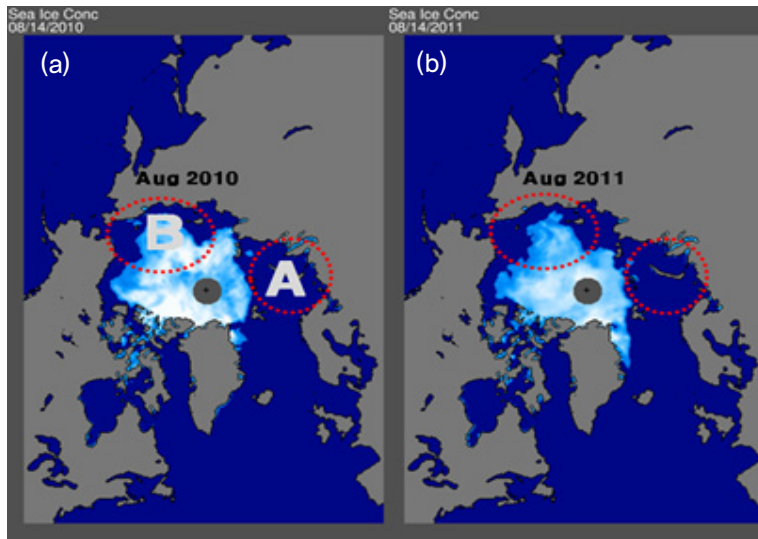 Sea Ice Conc
08/14/2010
(a)
Aug 2010
B
A
Sea Ice Conc
08/14/2011
(b)
Aug 2011